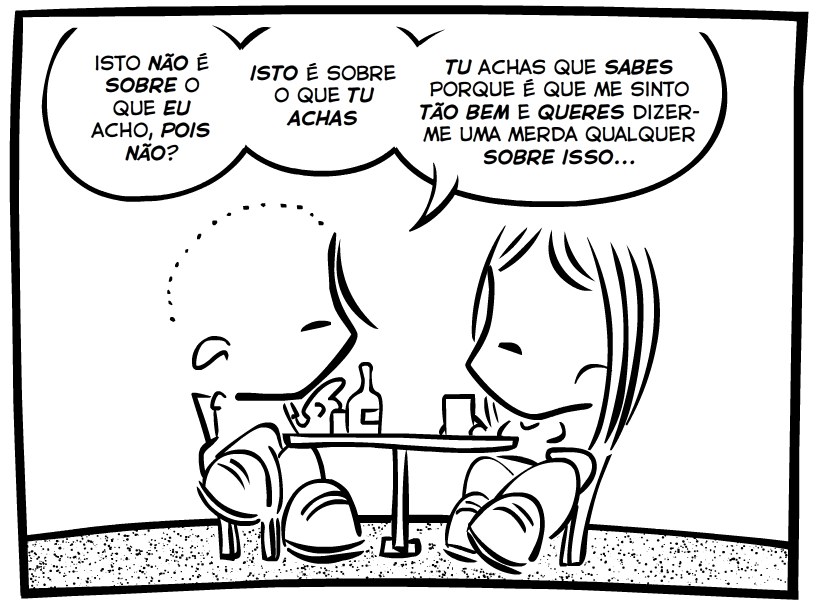 ISTO NÃO É
SOBRE O
QUE EU
ACHO, POIS
NÃO?
ISTO É SOBRE
O QUE TU
ACHAS
TU ACHAS QUE SABES
PORQUE É QUE ME SINTO
TÃO BEM E QUERES DIZER-
ME UMA MERDA QUALQUER
SOBRE ISSO...